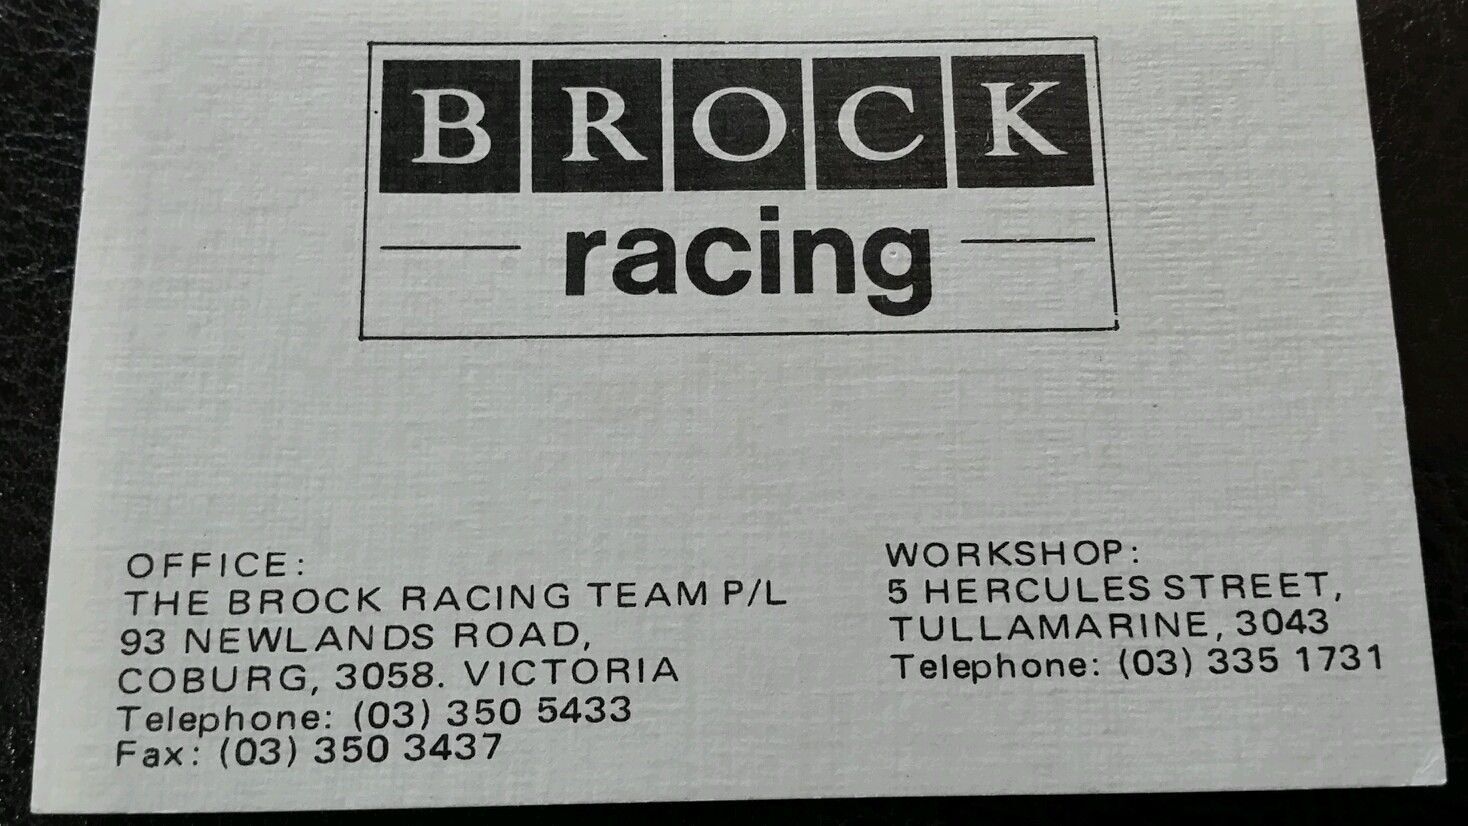 BROCK
racing
OFFICE:
THE BROCK RACING TEAM P/L
93 NEWLANDS ROAD,
COBURG, 3058. VICTORIA
Telephone: (03) 350 5433
Fax: (03) 350 3437
WORKSHOP:
5 HERCULES STREET,
TULLAMARINE, 3043
Telephone: (03) 335 1731